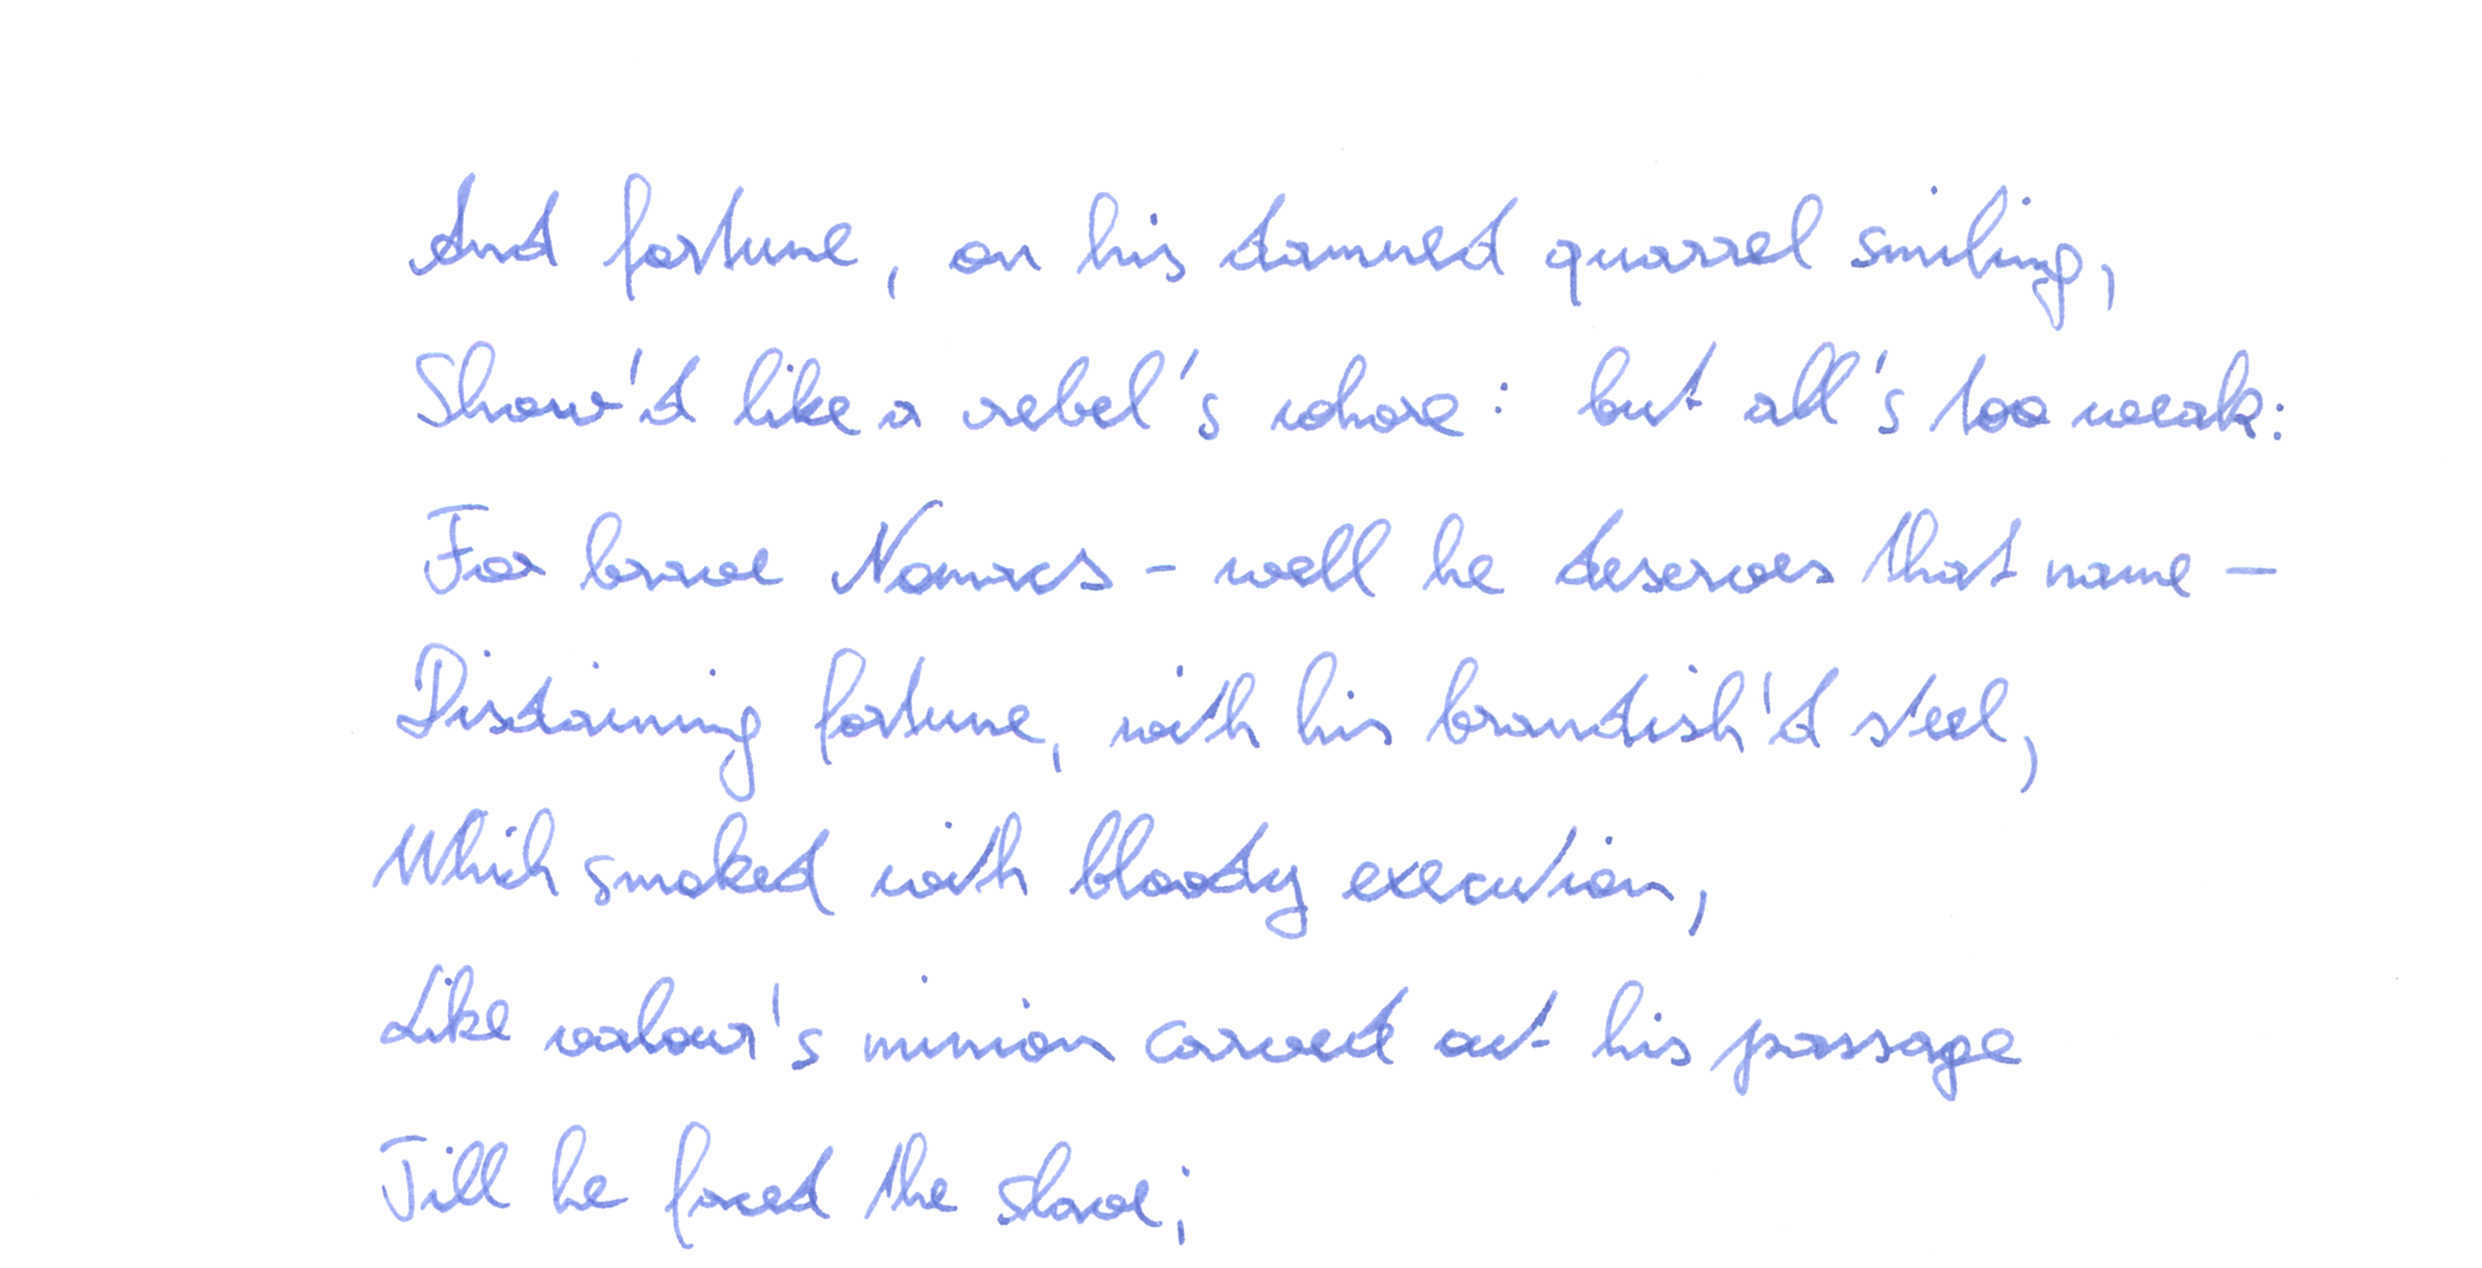 And fortune, on his damned quarrel smiling,
Show'd like a rebel's whore: but all's too weak:
For brave Nomacs - well he deserves that name -
Disdaining fortune, with his brandish'd steel,
Which smoked with bloody execution,
Like valour's minion carved out his passage
Till he faced the slave;